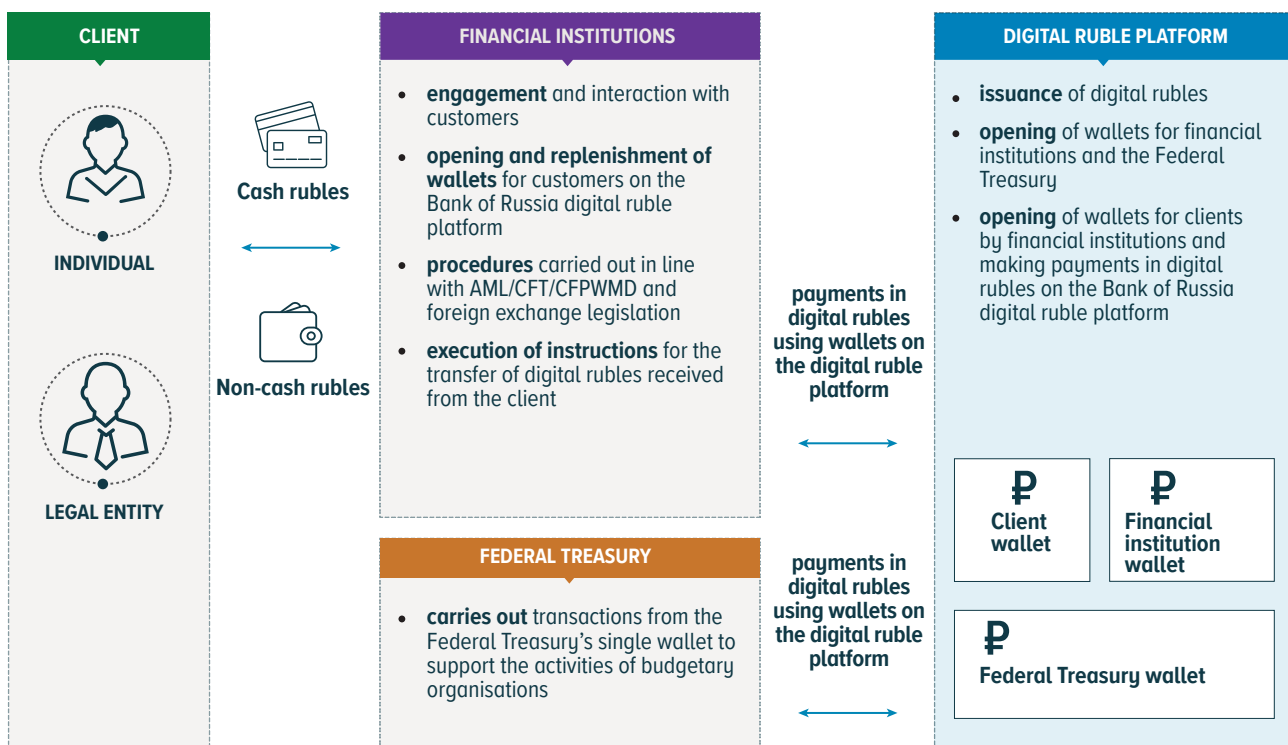 CLIENT
INDIVIDUAL
LEGAL ENTITY
Cash rubles
Non-cash rubles
FINANCIAL INSTITUTIONS
• engagement and interaction with
customers
• opening and replenishment of
wallets for customers on the
Bank of Russia digital ruble
platform
• procedures carried out in line
with AML/CFT/CFPWMD and
foreign exchange legislation
• execution of instructions for the
transfer of digital rubles received
from the client
FEDERAL TREASURY
• carries out transactions from the
Federal Treasury's single wallet to
support the activities of budgetary
organisations
payments in
digital rubles
using wallets on
the digital ruble
platform
payments in
digital rubles
using wallets on
the digital ruble
platform
DIGITAL RUBLE PLATFORM
• issuance of digital rubles
• opening of wallets for financial
institutions and the Federal
Treasury
• opening of wallets for clients
by financial institutions and
making payments in digital
rubles on the Bank of Russia
digital ruble platform
₽
Client
wallet
₽
Financial
institution
wallet
₽
Federal Treasury wallet